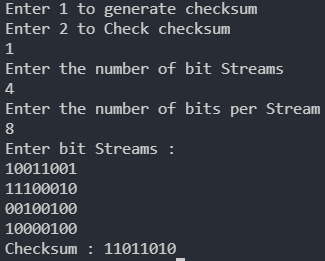 Enter 1 to generate checksum
Enter 2 to Check checksum
1
Enter the number of bit Streams
4
Enter the number of bits per Stream
8
Enter bit Streams :
10011001
11100010
00100100
10000100
Checksum : 11011010